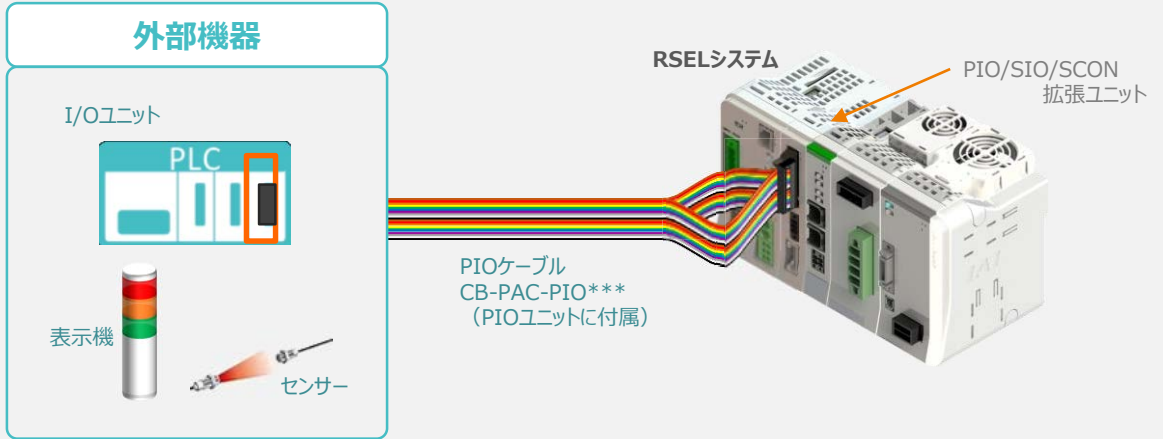 外部機器
I/Oユニット
PLC
表示機
センサー
PIOケーブル
CB-PAC-PIO***
（PIOユニットに付属）
RSELシステム
PIO/SIO/SCON
拡張ユニット